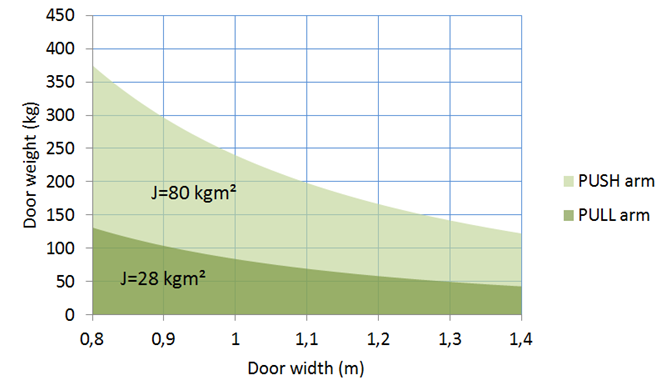 450
400
350
300
250
200
150
100
50
0
Door weight (kg)
J=80 kgm²
J=28 kgm²
0,8 0,9 1 1,1 1,2 1,3 1,4
Door width (m)
PUSH arm
PULL arm